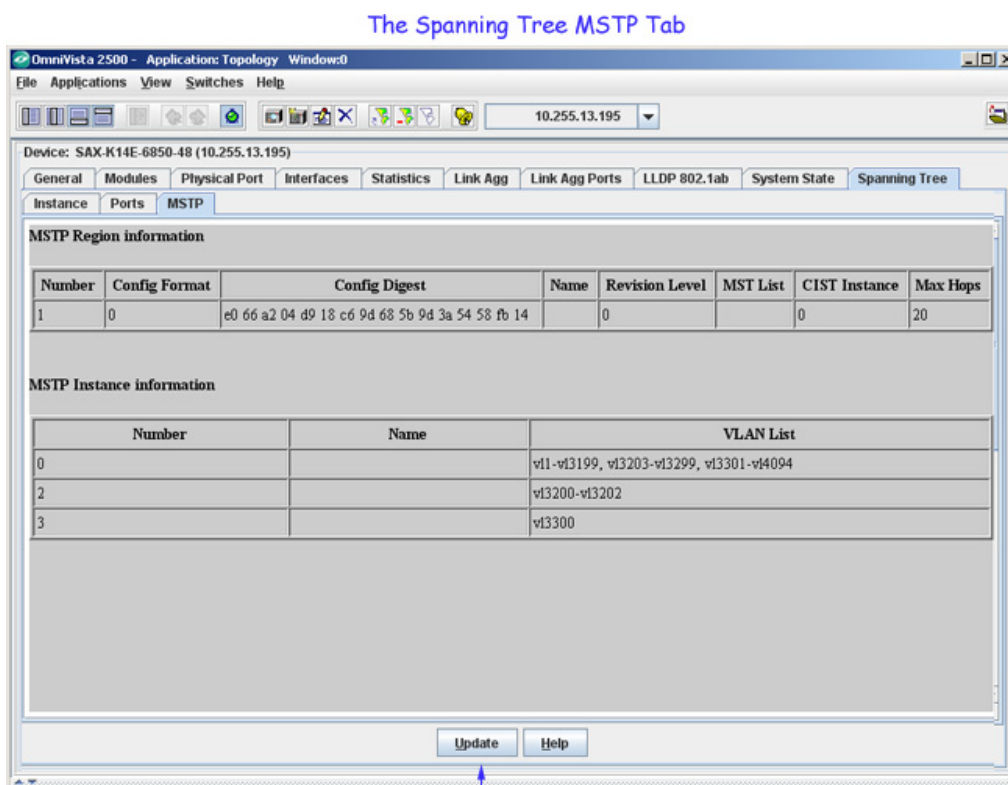 The Spanning Tree MSTP Tab
OmniVista 2500 - Application: Topology Window:0
File Applications View Switches Help
10.255.13.195
Device: SAX-K14E-6850-48 (10.255.13.195)
General Modules Physical Port Interfaces Statistics Link Agg Link Agg Ports LLDP 802.1ab System State Spanning Tree
Instance Ports MSTP
MSTP Region information
Number Config Format Config Digest Name Revision Level MST List CIST Instance Max Hops
1 0 e0 66 a2 04 d9 18 c6 9d 68 5b 9d 3a 54 58 fb 14 0 0 20
MSTP Instance information
Number Name VLAN List
0 vl1-vl3199, vl3203-vl3299, vl3301-vl4094
2 vl3200-vl3202
3 vl3300
Update Help